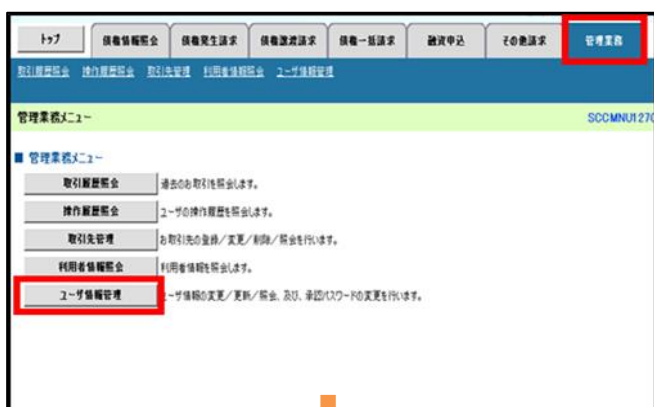 トップ 債権情報照会 債権発生請求 債権譲渡請求 債権一括請求 融資申込 その他請求 管理業務
取引履歴照会 操作履歴照会 取引先管理 利用者情報照会 ユーザ情報管理
管理業務メニュー SCCMNU1270
■ 管理業務メニュー
取引履歴照会 過去のお取引を照会します。
操作履歴照会 ユーザの操作履歴を照会します。
取引先管理 お取引先の登録/変更/削除/照会を行います。
利用者情報照会 利用者情報を照会します。
ユーザ情報管理 ユーザ情報の変更/更新/照会、及び、承認パスワードの変更を行います。